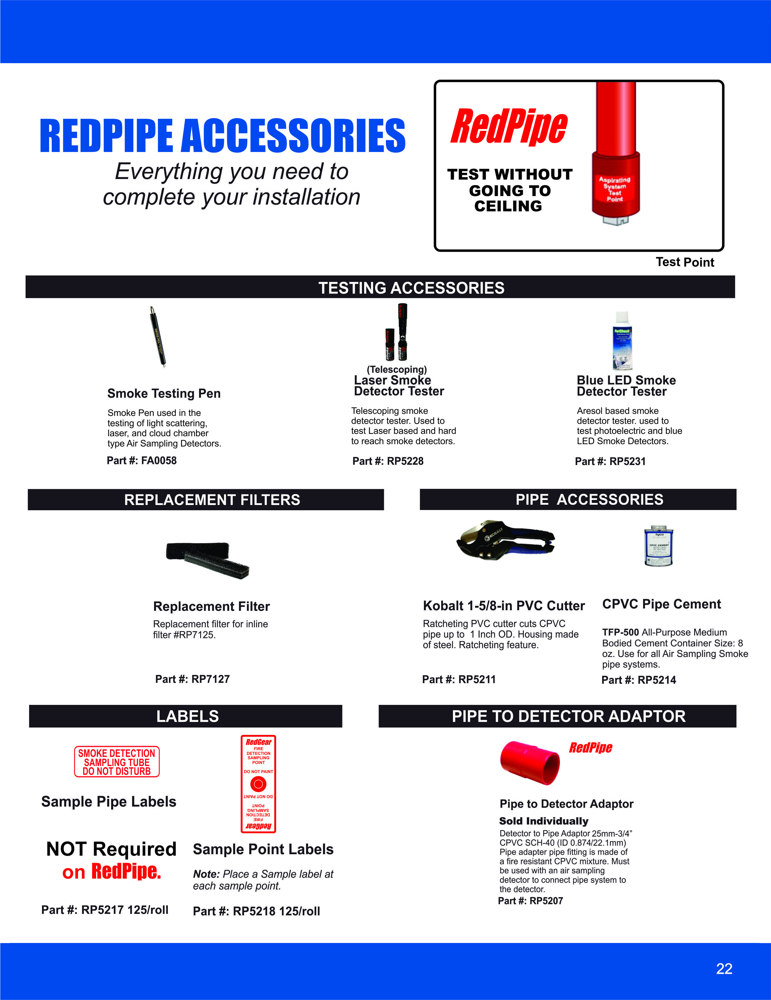 REDPIPE ACCESSORIES
Everything you need to
complete your installation
RedPipe
TEST WITHOUT
GOING TO
CEILING
Aspirating
System
Test
Point
Test Point
TESTING ACCESSORIES
SMOKE PEN
sabre
smoke
sabre
smoke
PurCheck
(Telescoping)
Laser Smoke
Detector Tester
Blue LED Smoke
Detector Tester
Smoke Testing Pen
Smoke Pen used in the
testing of light scattering,
laser, and cloud chamber
type Air Sampling Detectors.
Part #: FA0058
Telescoping smoke
detector tester. Used to
test Laser based and hard
to reach smoke detectors.
Part #: RP5228
Aresol based smoke
detector tester. used to
test photoelectric and blue
LED Smoke Detectors.
Part #: RP5231
REPLACEMENT FILTERS
Replacement Filter
Replacement filter for inline
filter #RP7125.
Part #: RP7127
PIPE  ACCESSORIES
KOBALT
tyco
CPVC CEMENT
Kobalt 1-5/8-in PVC Cutter
Ratcheting PVC cutter cuts CPVC
pipe up to  1 Inch OD. Housing made
of steel. Ratcheting feature.
Part #: RP5211
CPVC Pipe Cement
TFP-500 All-Purpose Medium
Bodied Cement Container Size: 8
oz. Use for all Air Sampling Smoke
pipe systems.
Part #: RP5214
LABELS
SMOKE DETECTION
SAMPLING TUBE
DO NOT DISTURB
Sample Pipe Labels
NOT Required
on RedPipe.
Part #: RP5217 125/roll
RedGear
FIRE
DETECTION
SAMPLING
POINT
DO NOT PAINT
DO NOT PAINT
POINT
SAMPLING
DETECTION
FIRE
RedGear
Sample Point Labels
Note: Place a Sample label at
each sample point.
Part #: RP5218 125/roll
PIPE TO DETECTOR ADAPTOR
RedPipe
Pipe to Detector Adaptor
Sold Individually
Detector to Pipe Adaptor 25mm-3/4”
CPVC SCH-40 (ID 0.874/22.1mm)
Pipe adapter pipe fitting is made of
a fire resistant CPVC mixture. Must
be used with an air sampling
detector to connect pipe system to
the detector.
Part #: RP5207
22